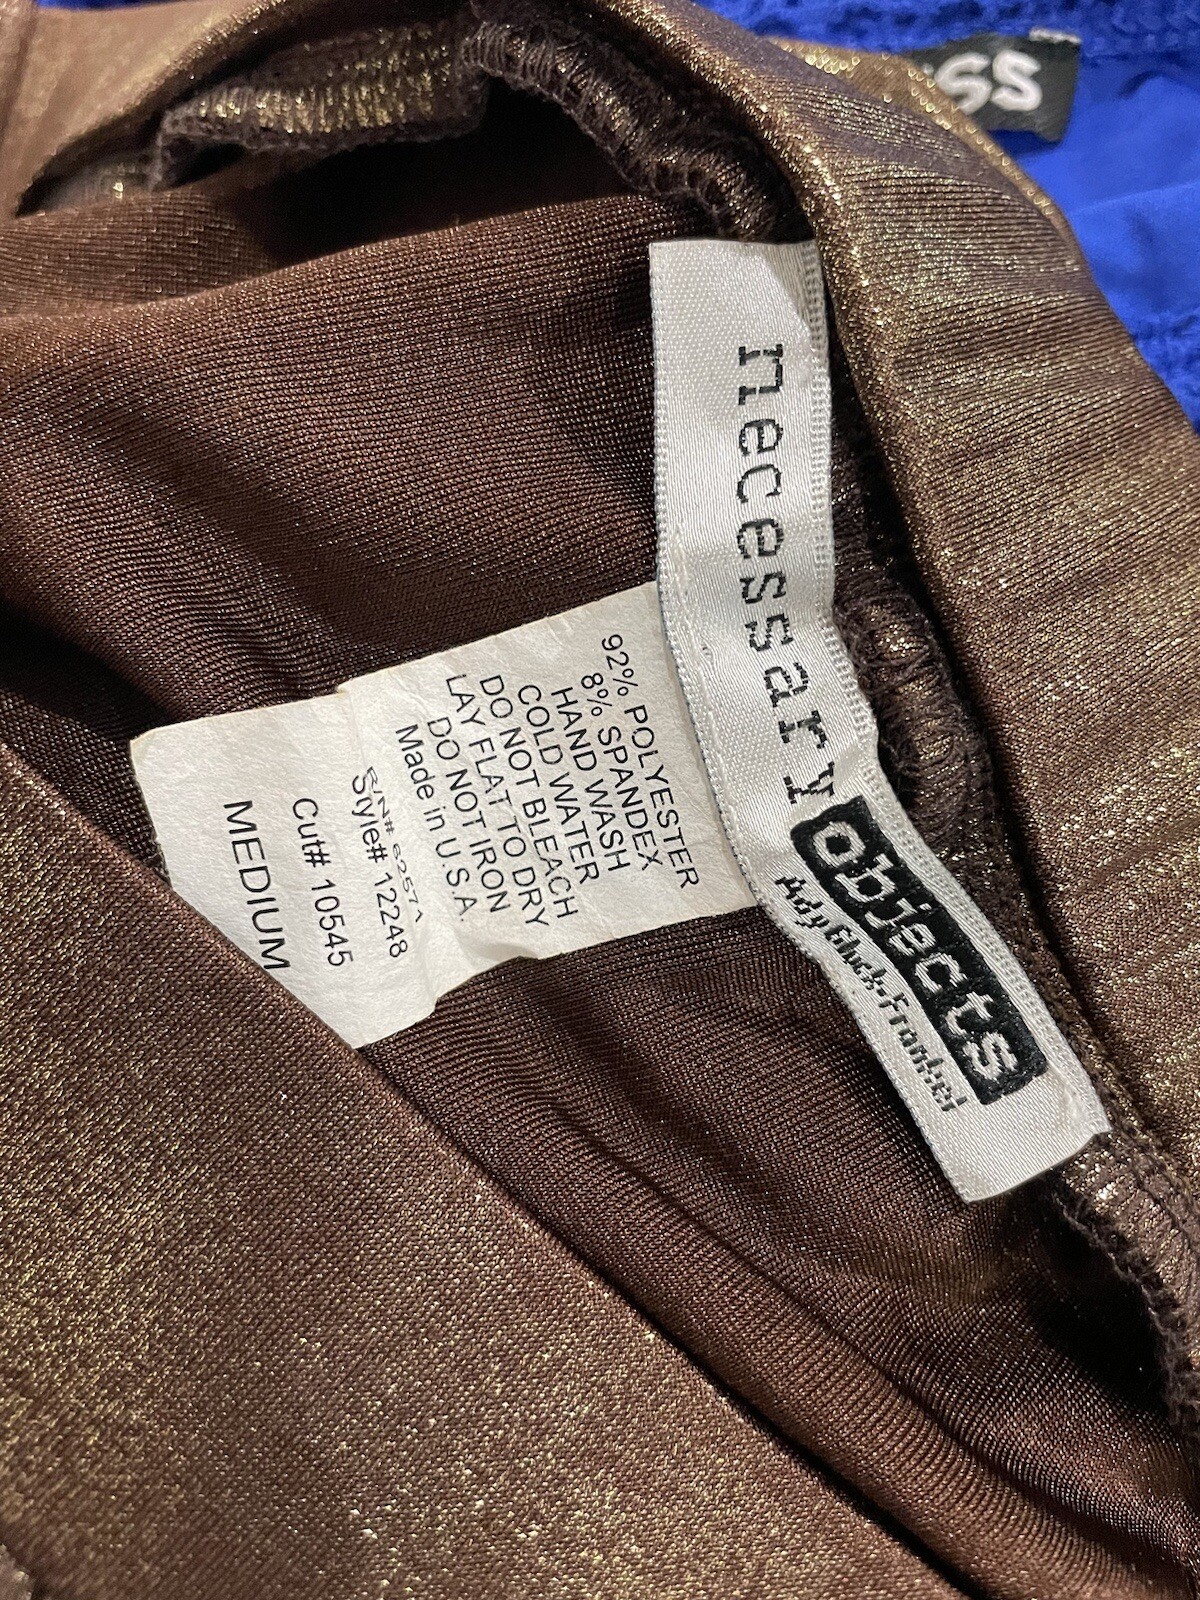 ss
necessary
objects
Ady Gluck-Frankel
92% POLYESTER
8% SPANDEX
HAND WASH
COLD WATER
DO NOT BLEACH
LAY FLAT TO DRY
DO NOT IRON
Made in U.S.A.
Style# 12248
Cut# 10545
MEDIUM